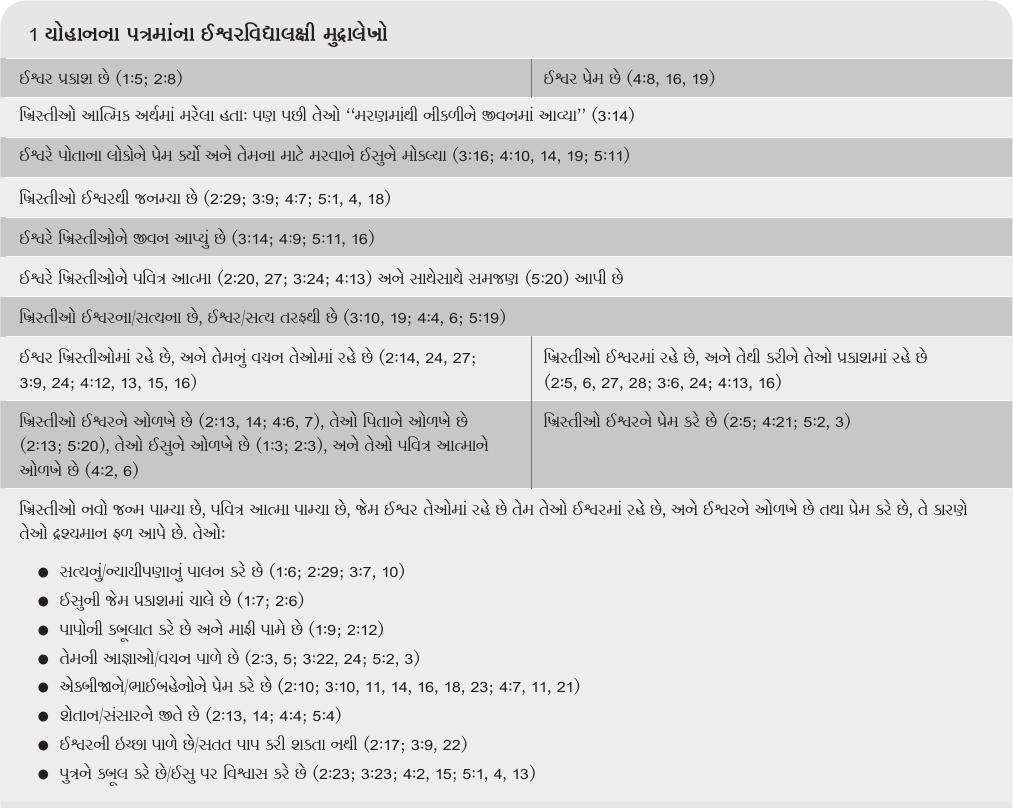 1 યોહાનના પત્રમાંના ઈશ્વરવિદ્યાલક્ષી મુદ્રાલેખો
ઈશ્વર પ્રકાશ છે (1:5; 2:8)
ઈશ્વર પ્રેમ છે (4:8, 16, 19)
ખ્રિસ્તીઓ આત્મિક અર્થમાં મરેલા હતાઃ પણ પછી તેઓ ‘‘મરણમાંથી નીકળીને જીવનમાં આવ્યા’’ (3:14)
ઈશ્વરે પોતાના લોકોને પ્રેમ કર્યો અને તેમના માટે મરવાને ઈસુને મોકલ્યા (3:16; 4:10, 14, 19; 5:11)
ખ્રિસ્તીઓ ઈશ્વરથી જનમ્યા છે (2:29; 3:9; 4:7; 5:1, 4, 18)
ઈશ્વરે ખ્રિસ્તીઓને જીવન આપ્યું છે (3:14; 4:9; 5:11, 16)
ઈશ્વરે ખ્રિસ્તીઓને પવિત્ર આત્મા (2:20, 27; 3:24; 4:13) અને સાથેસાથે સમજણ (5:20) આપી છે
ખ્રિસ્તીઓ ઈશ્વરના/સત્યના છે, ઈશ્વર/સત્ય તરફથી છે (3:10, 19; 4:4, 6; 5:19)
ઈશ્વર ખ્રિસ્તીઓમાં રહે છે, અને તેમનું વચન તેઓમાં રહે છે (2:14, 24, 27;
3:9, 24; 4:12, 13, 15, 16)
ખ્રિસ્તીઓ ઈશ્વરમાં રહે છે, અને તેથી કરીને તેઓ પ્રકાશમાં રહે છે
(2:5, 6, 27, 28; 3:6, 24; 4:13, 16)
ખ્રિસ્તીઓ ઈશ્વરને ઓળખે છે (2:13, 14; 4:6, 7), તેઓ પિતાને ઓળખે છે
(2:13; 5:20), તેઓ ઈસુને ઓળખે છે (1:3; 2:3), અને તેઓ પવિત્ર આત્માને
ઓળખે છે (4:2, 6)
ખ્રિસ્તીઓ ઈશ્વરને પ્રેમ કરે છે (2:5; 4:21; 5:2, 3)
ખ્રિસ્તીઓ નવો જન્મ પામ્યા છે, પવિત્ર આત્મા પામ્યા છે, જેમ ઈશ્વર તેઓમાં રહે છે તેમ તેઓ ઈશ્વરમાં રહે છે, અને ઈશ્વરને ઓળખે છે તથા પ્રેમ કરે છે, તે કારણે
તેઓ દ્રશ્યમાન ફળ આપે છે. તેઓઃ
● સત્યનું/ન્યાયીપણાનું પાલન કરે છે (1:6; 2:29; 3:7, 10)
● ઈસુની જેમ પ્રકાશમાં ચાલે છે (1:7; 2:6)
● પાપોની કબૂલાત કરે છે અને માફી પામે છે (1:9; 2:12)
● તેમની આજ્ઞાઓ/વચન પાળે છે (2:3, 5; 3:22, 24; 5:2, 3)
● એકબીજાને/ભાઈબહેનોને પ્રેમ કરે છે (2:10; 3:10, 11, 14, 16, 18, 23; 4:7, 11, 21)
● શેતાન/સંસારને જીતે છે (2:13, 14; 4:4; 5:4)
● ઈશ્વરની ઇચ્છા પાળે છે/સતત પાપ કરી શકતા નથી (2:17; 3:9, 22)
● પુત્રને કબૂલ કરે છે/ઈસુ પર વિશ્વાસ કરે છે (2:23; 3:23; 4:2, 15; 5:1, 4, 13)